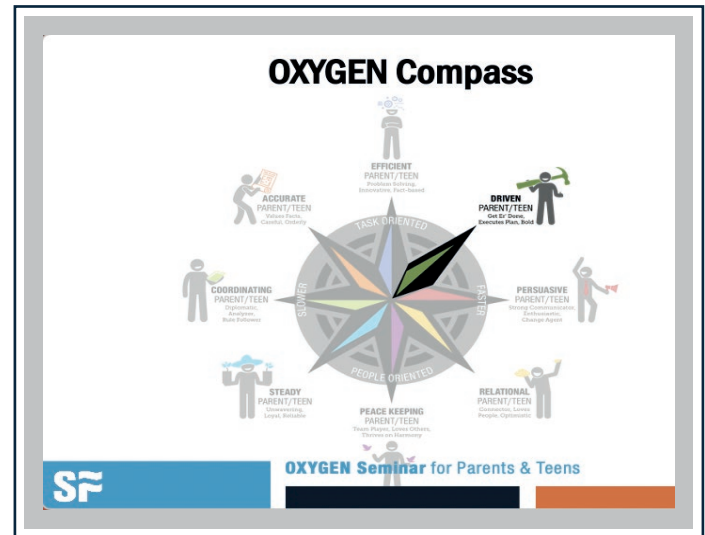 OXYGEN Compass
EFFICIENT
PARENT/TEEN
Problem Solving,
Innovative, Fact-based
DRIVEN
PARENT/TEEN
Get Er' Done,
Executes Plan, Bold
ACCURATE
PARENT/TEEN
Values Facts,
Careful, Orderly
TASK ORIENTED
COORDINATING
PARENT/TEEN
Diplomatic,
Analyzer,
Rule Follower
SLOWER
FASTER
PERSUASIVE
PARENT/TEEN
Strong Communicator,
Enthusiastic,
Change Agent
PEOPLE ORIENTED
STEADY
PARENT/TEEN
Unwavering,
Loyal, Reliable
PEACE KEEPING
PARENT/TEEN
Team Player, Loves Others,
Thrives on Harmony
RELATIONAL
PARENT/TEEN
Connector, Loves
People, Optimistic
SF
OXYGEN Seminar for Parents & Teens